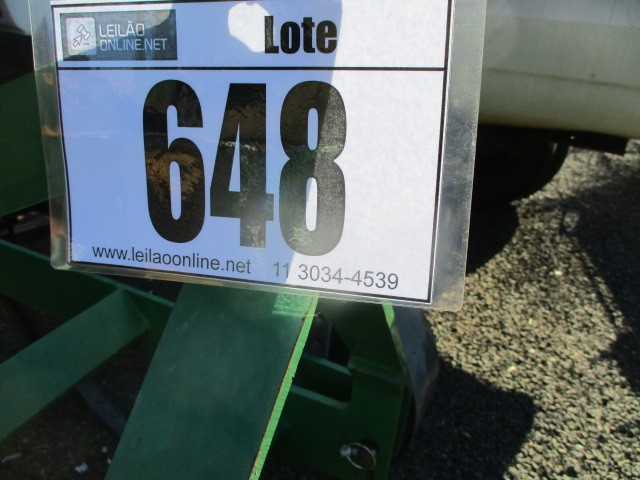 LEILÃO
ONLINE.NET
Lote
648
www.leilaoonline.net 11 3034-4539